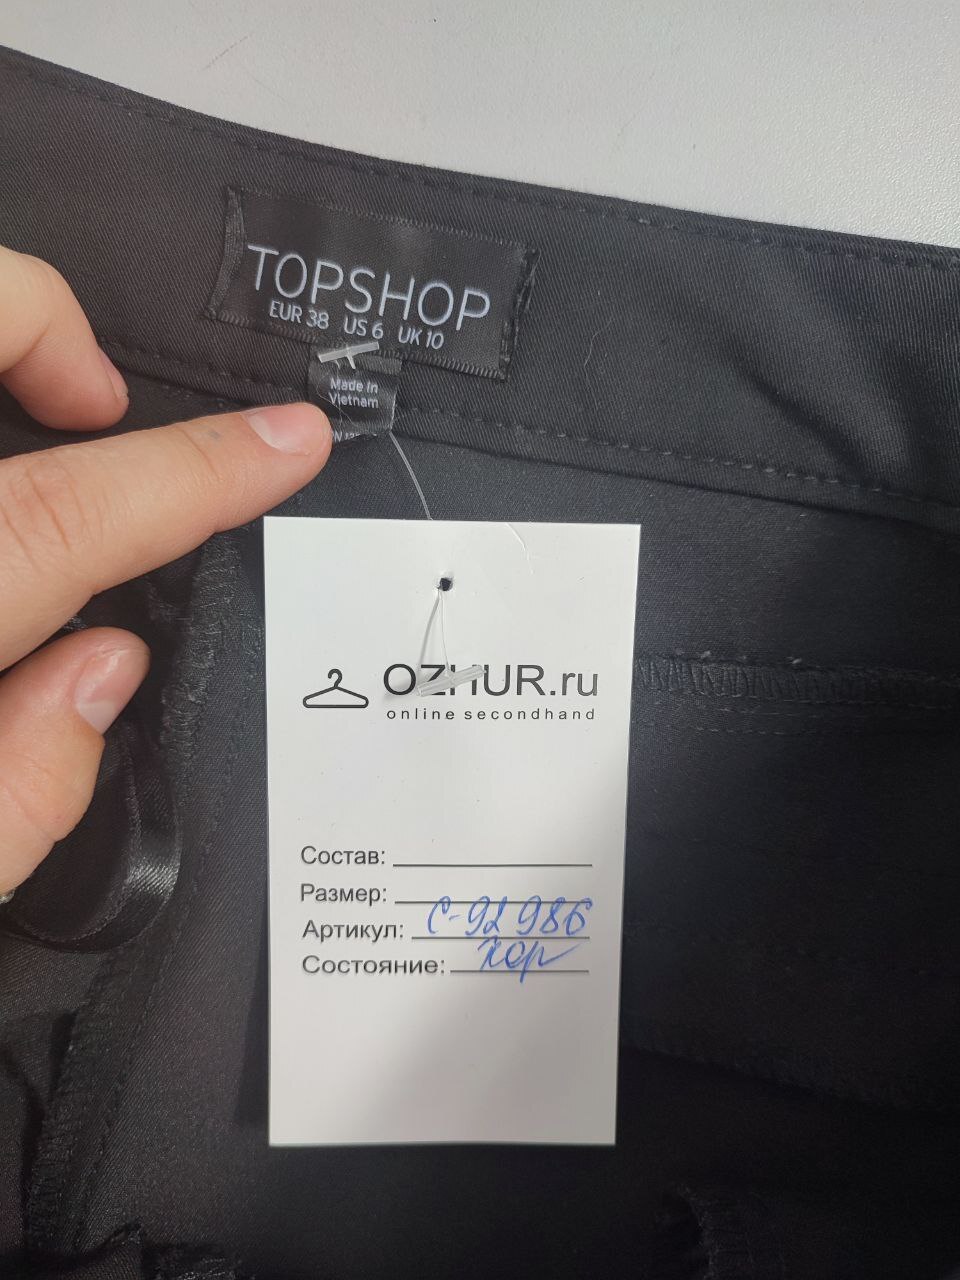 TOPSHOP
EUR 38 US 6 UK 10
Made In
Vietnam
OZHUR.ru
online secondhand
Состав:
Размер:
Артикул: С-92 986
Состояние: хор